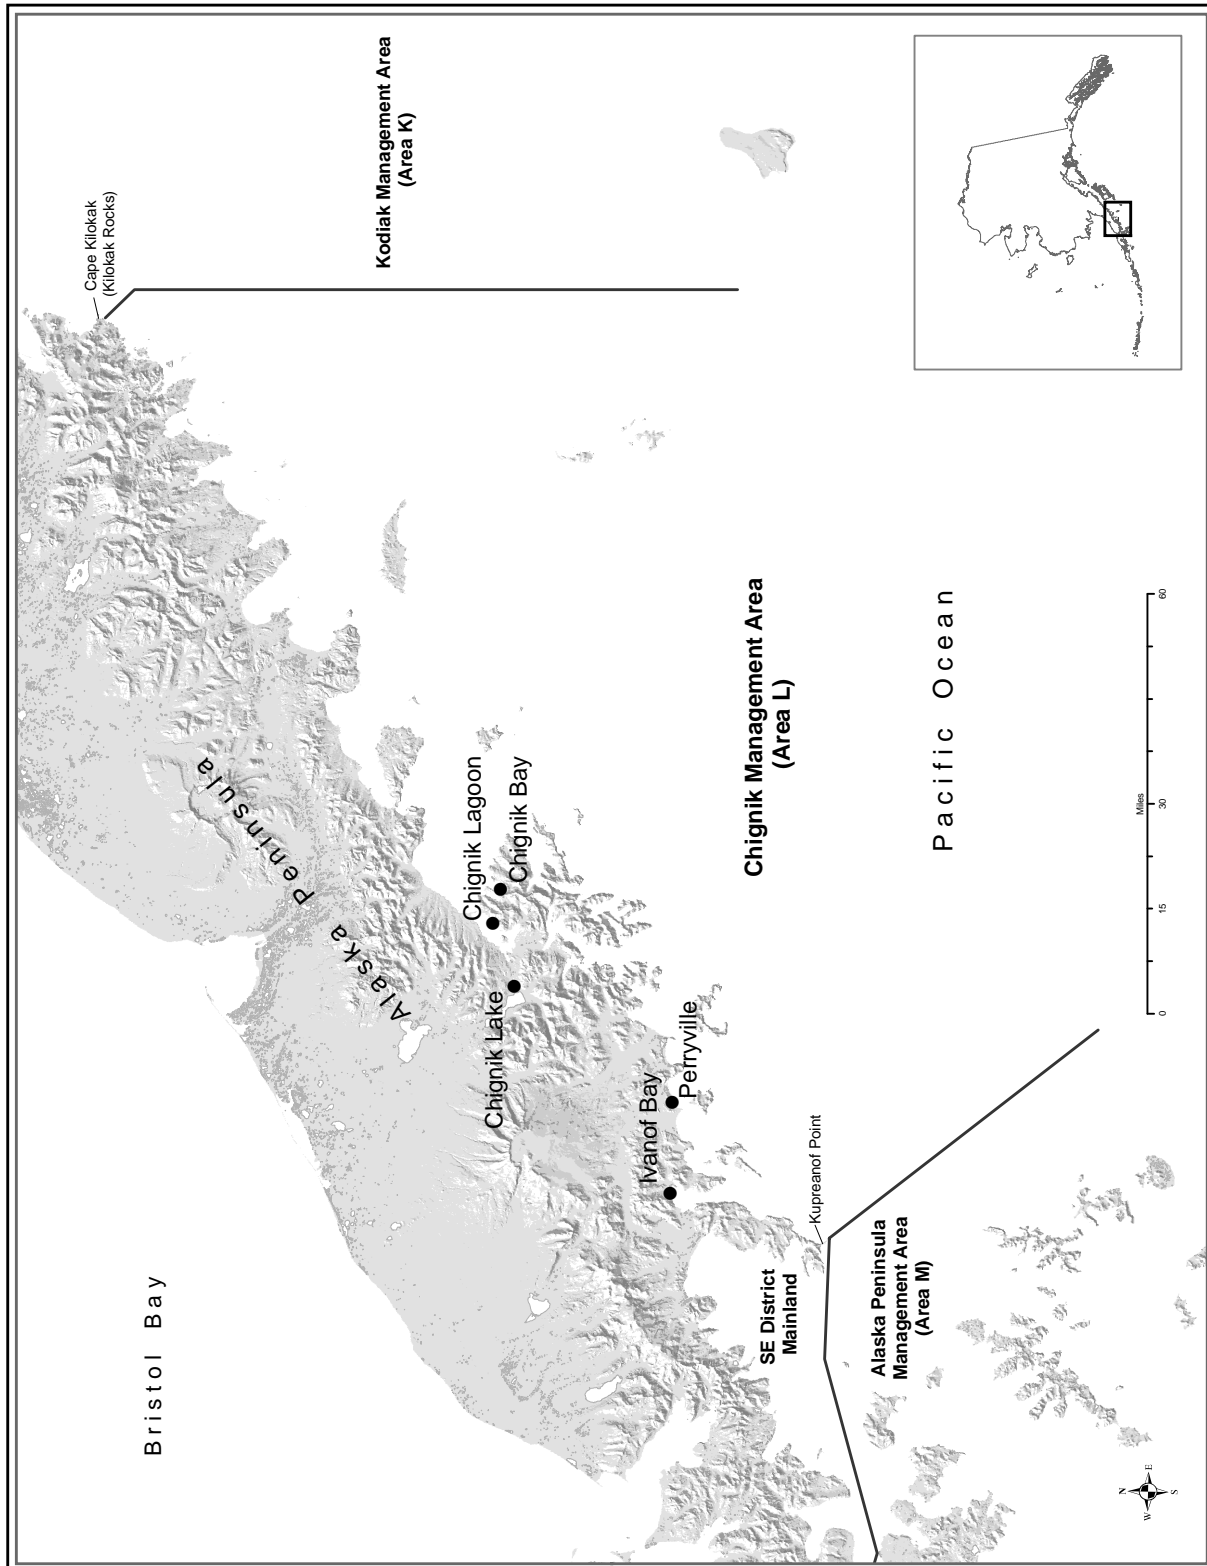 Cape Kilokak
(Kilokak Rocks)
Kodiak Management Area
(Area K)
Bristol Bay
Alaska Peninsula
Chignik Lagoon
Chignik Bay
Chignik Lake
Ivanof Bay
Perryville
Kupreanof Point
Chignik Management Area
(Area L)
SE District
Mainland
Alaska Peninsula
Management Area
(Area M)
Pacific Ocean
Miles
0 15 30 60
N
W E
S